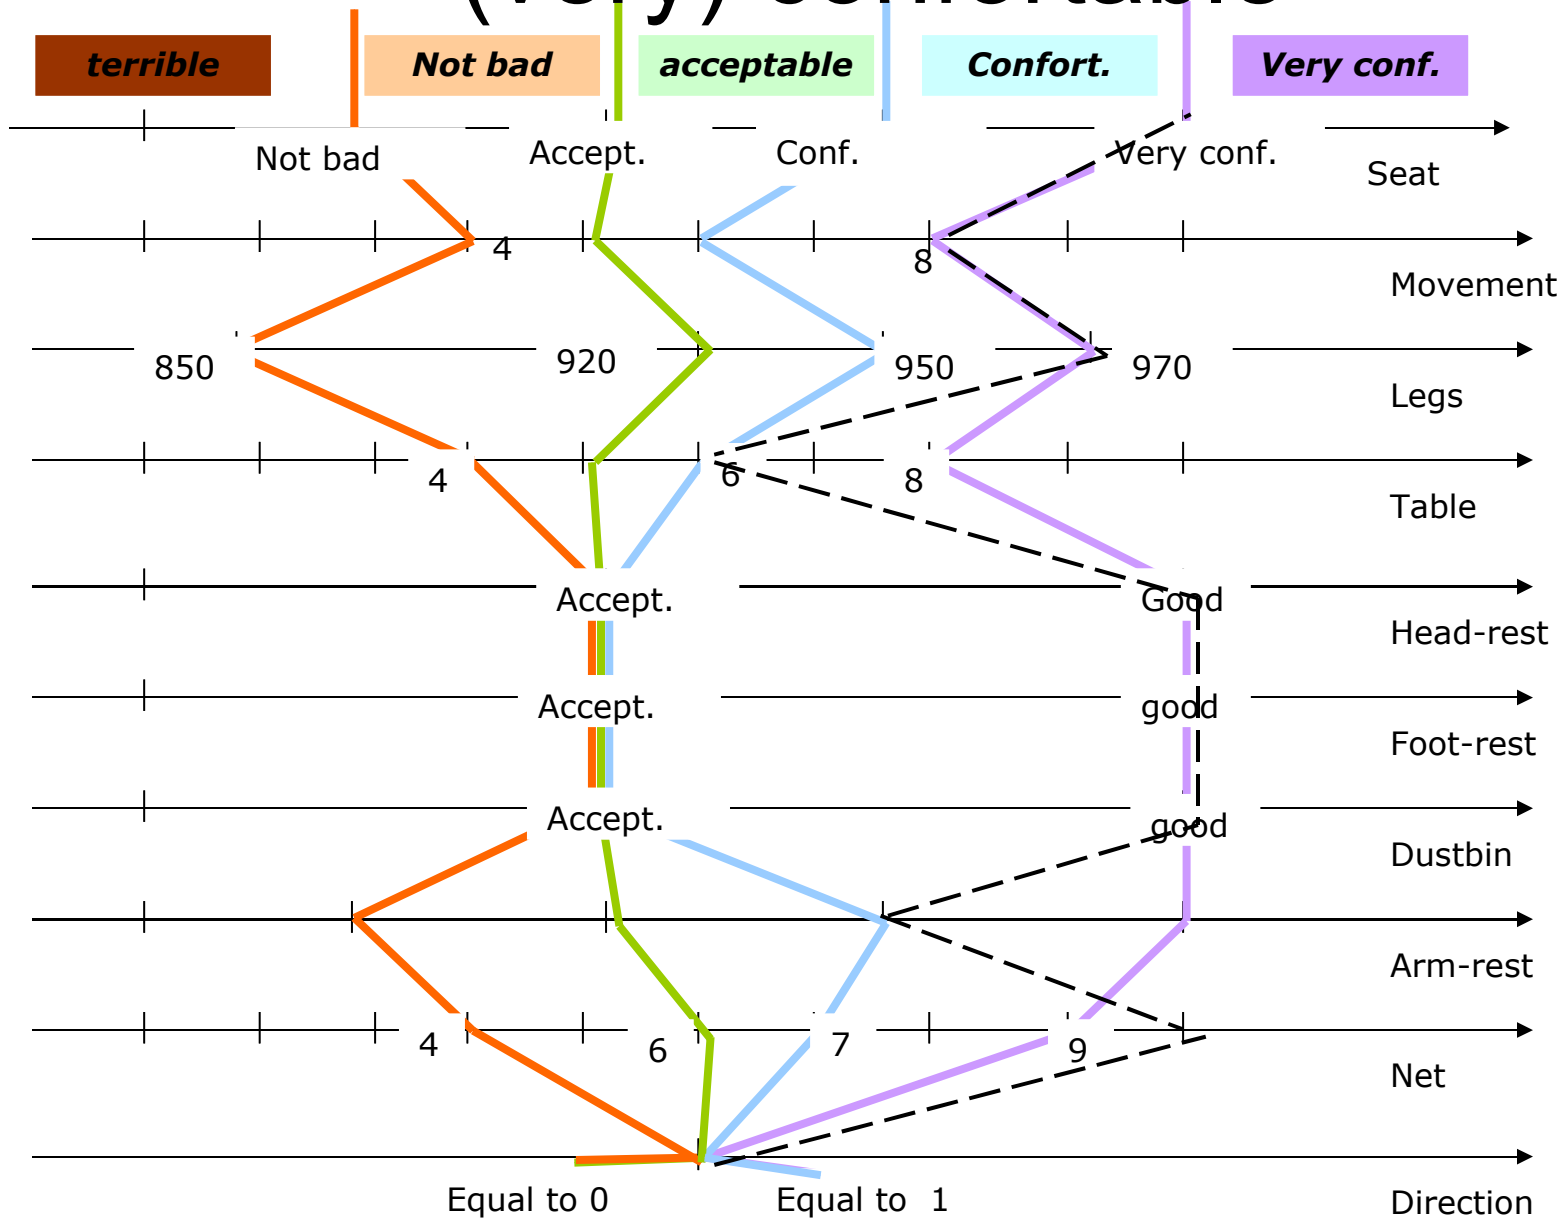 (very) confortable
terrible Not bad acceptable Confort. Very conf.
Not bad Accept. Conf. Very conf.
Seat
4 8
Movement
850 920 950 970
Legs
4 6 8
Table
Accept. Good
Head-rest
Accept. good
Foot-rest
Accept. good
Dustbin
Arm-rest
4 6 7 9
Net
Equal to 0 Equal to 1
Direction